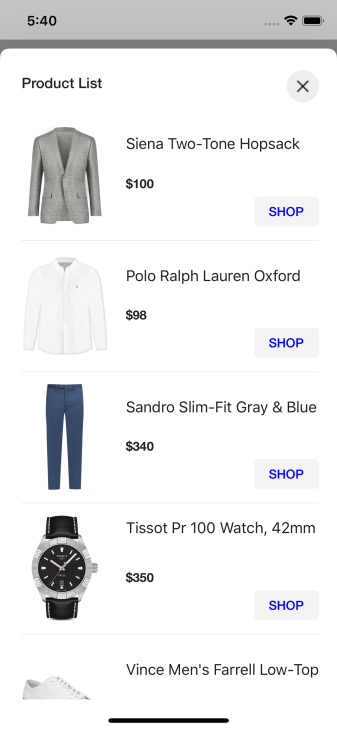 5:40
Product List
Siena Two-Tone Hopsack
$100
SHOP
Polo Ralph Lauren Oxford
$98
SHOP
Sandro Slim-Fit Gray & Blue
$340
SHOP
Tissot Pr 100 Watch, 42mm
$350
SHOP
Vince Men's Farrell Low-Top